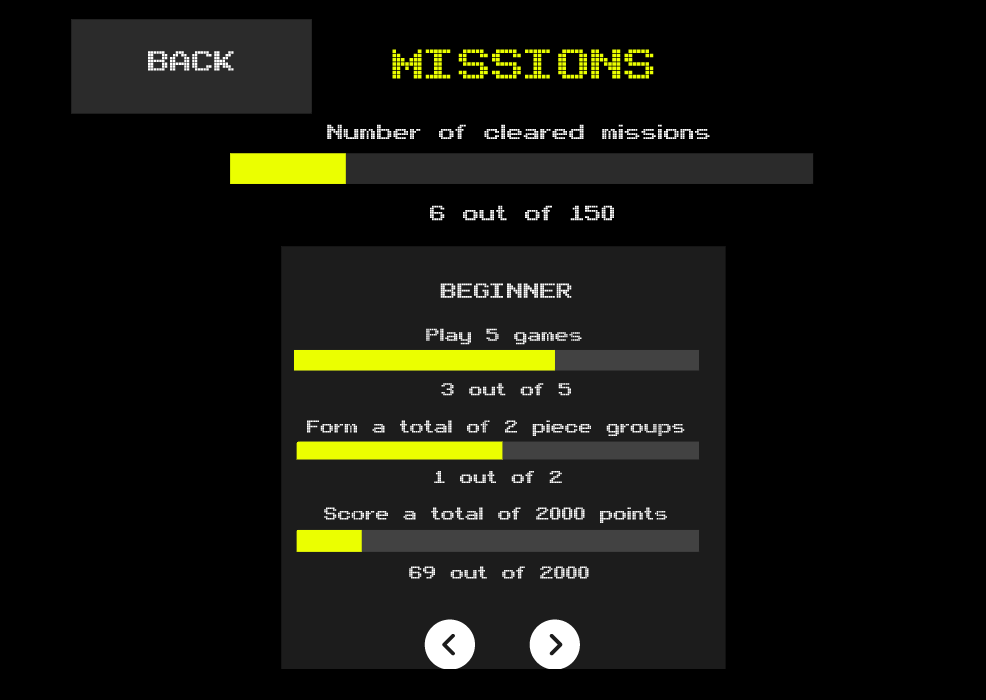 BACK
MISSIONS
Number of cleared missions
6 out of 150
BEGINNER
Play 5 games
3 out of 5
Form a total of 2 piece groups
1 out of 2
Score a total of 2000 points
69 out of 2000